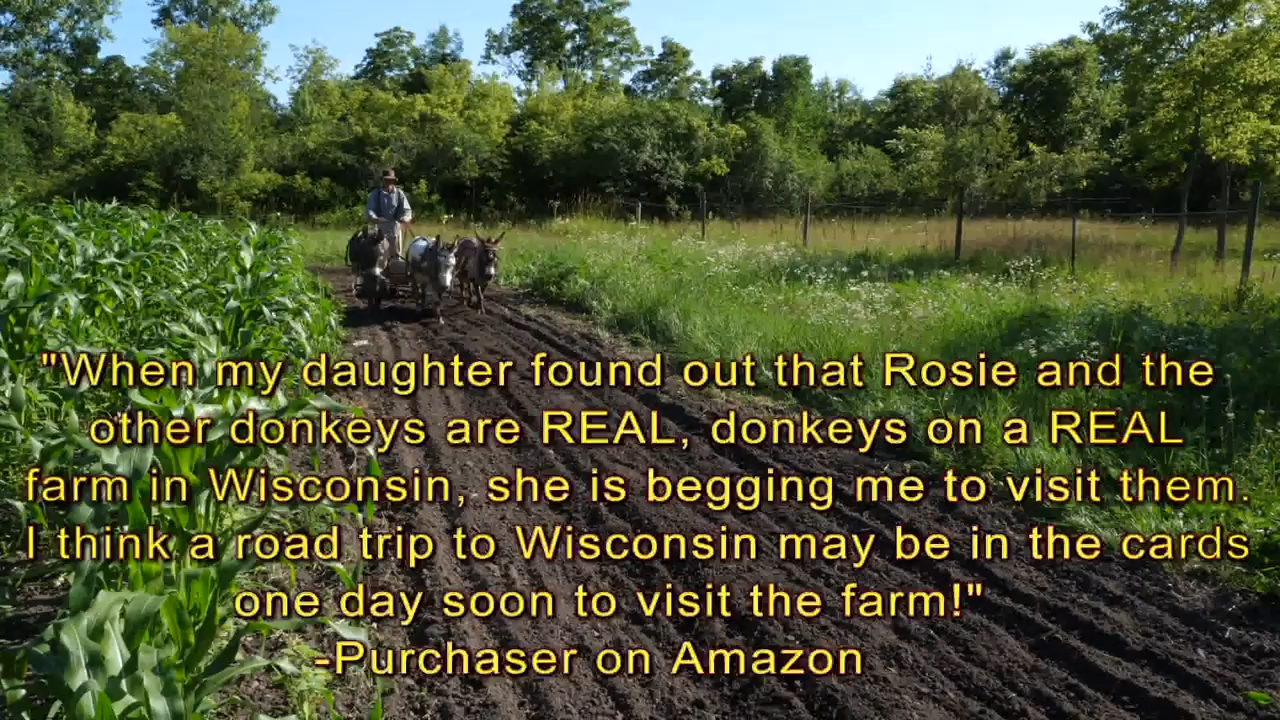 "When my daughter found out that Rosie and the
other donkeys are REAL, donkeys on a REAL
farm in Wisconsin, she is begging me to visit them.
I think a road trip to Wisconsin may be in the cards
one day soon to visit the farm!"
-Purchaser on Amazon